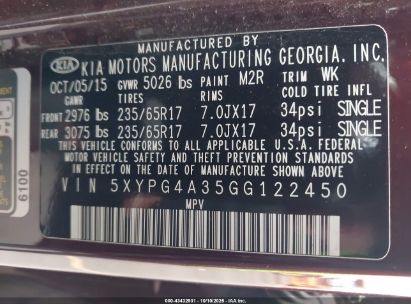 MANUFACTURED BY
KIA KIA MOTORS MANUFACTURING GEORGIA, INC.
OCT/05/15 GVWR 5026 lbs PAINT M2R TRIM WK
GAWR TIRES RIMS COLD TIRE INFL
FRONT 2976 lbs 235/65R17 7.0JX17 34psi SINGLE
REAR 3075 lbs 235/65R17 7.0JX17 34psi SINGLE
THIS VEHICLE CONFORMS TO ALL APPLICABLE U.S.A. FEDERAL
MOTOR VEHICLE SAFETY AND THEFT PREVENTION STANDARDS
IN EFFECT ON THE DATE OF MANUFACTURE SHOWN ABOVE.
VIN 5XYPG4A35GG122450
MPV
6100